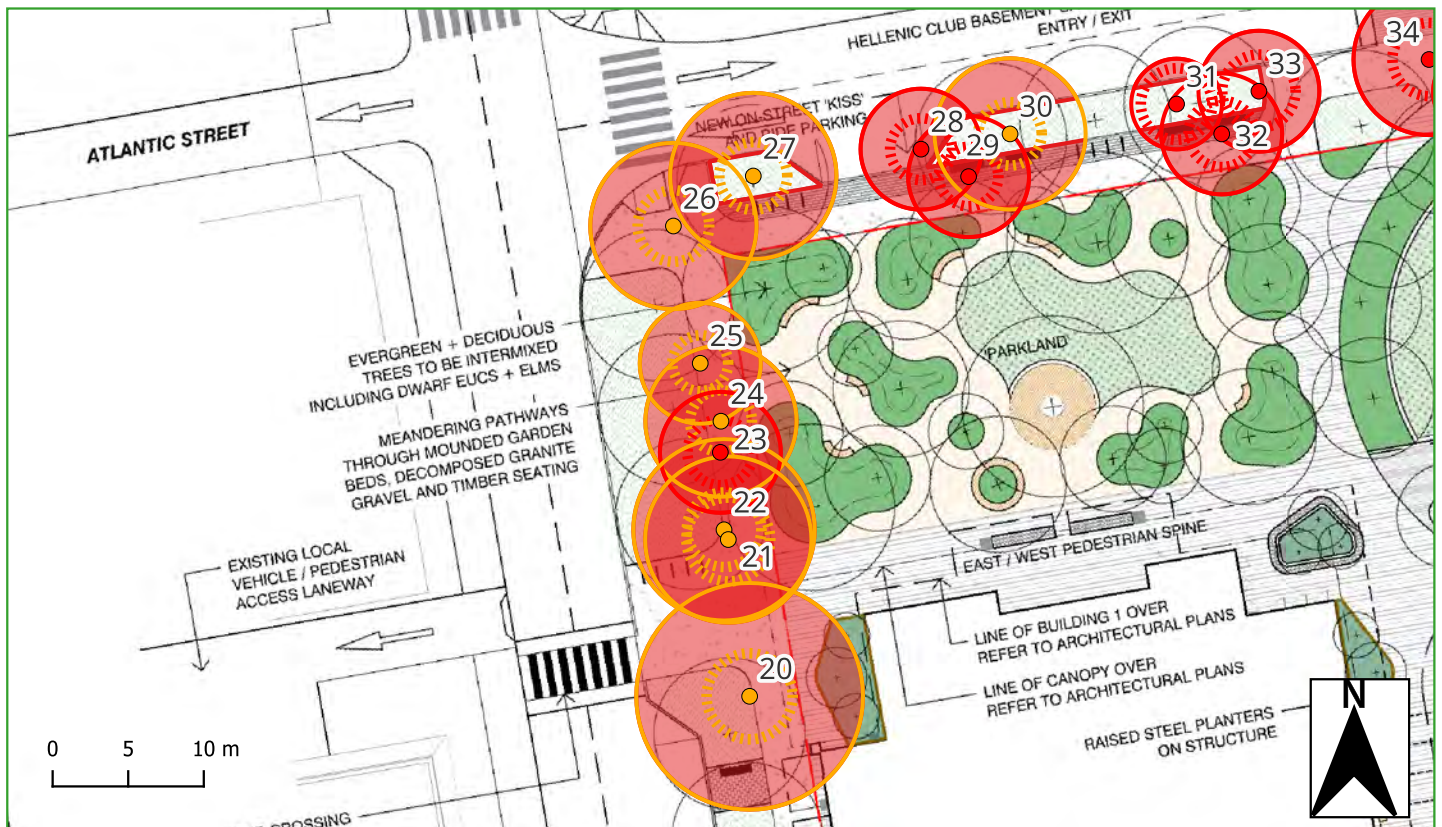 HELLENIC CLUB BASEMENT
ENTRY / EXIT
ATLANTIC STREET
NEW ON-STREET 'KISS'
AND RIDE PARKING
34
33
31
32
30
28
29
27
26
25
24
23
22
21
20
EVERGREEN + DECIDUOUS
TREES TO BE INTERMIXED
INCLUDING DWARF EUCS + ELMS
MEANDERING PATHWAYS
THROUGH MOUNDED GARDEN
BEDS, DECOMPOSED GRANITE
GRAVEL AND TIMBER SEATING
'PARKLAND'
EXISTING LOCAL
VEHICLE / PEDESTRIAN
ACCESS LANEWAY
EAST / WEST PEDESTRIAN SPINE
LINE OF BUILDING 1 OVER
REFER TO ARCHITECTURAL PLANS
LINE OF CANOPY OVER
REFER TO ARCHITECTURAL PLANS
RAISED STEEL PLANTERS
ON STRUCTURE
N
0 5 10 m
CROSSING